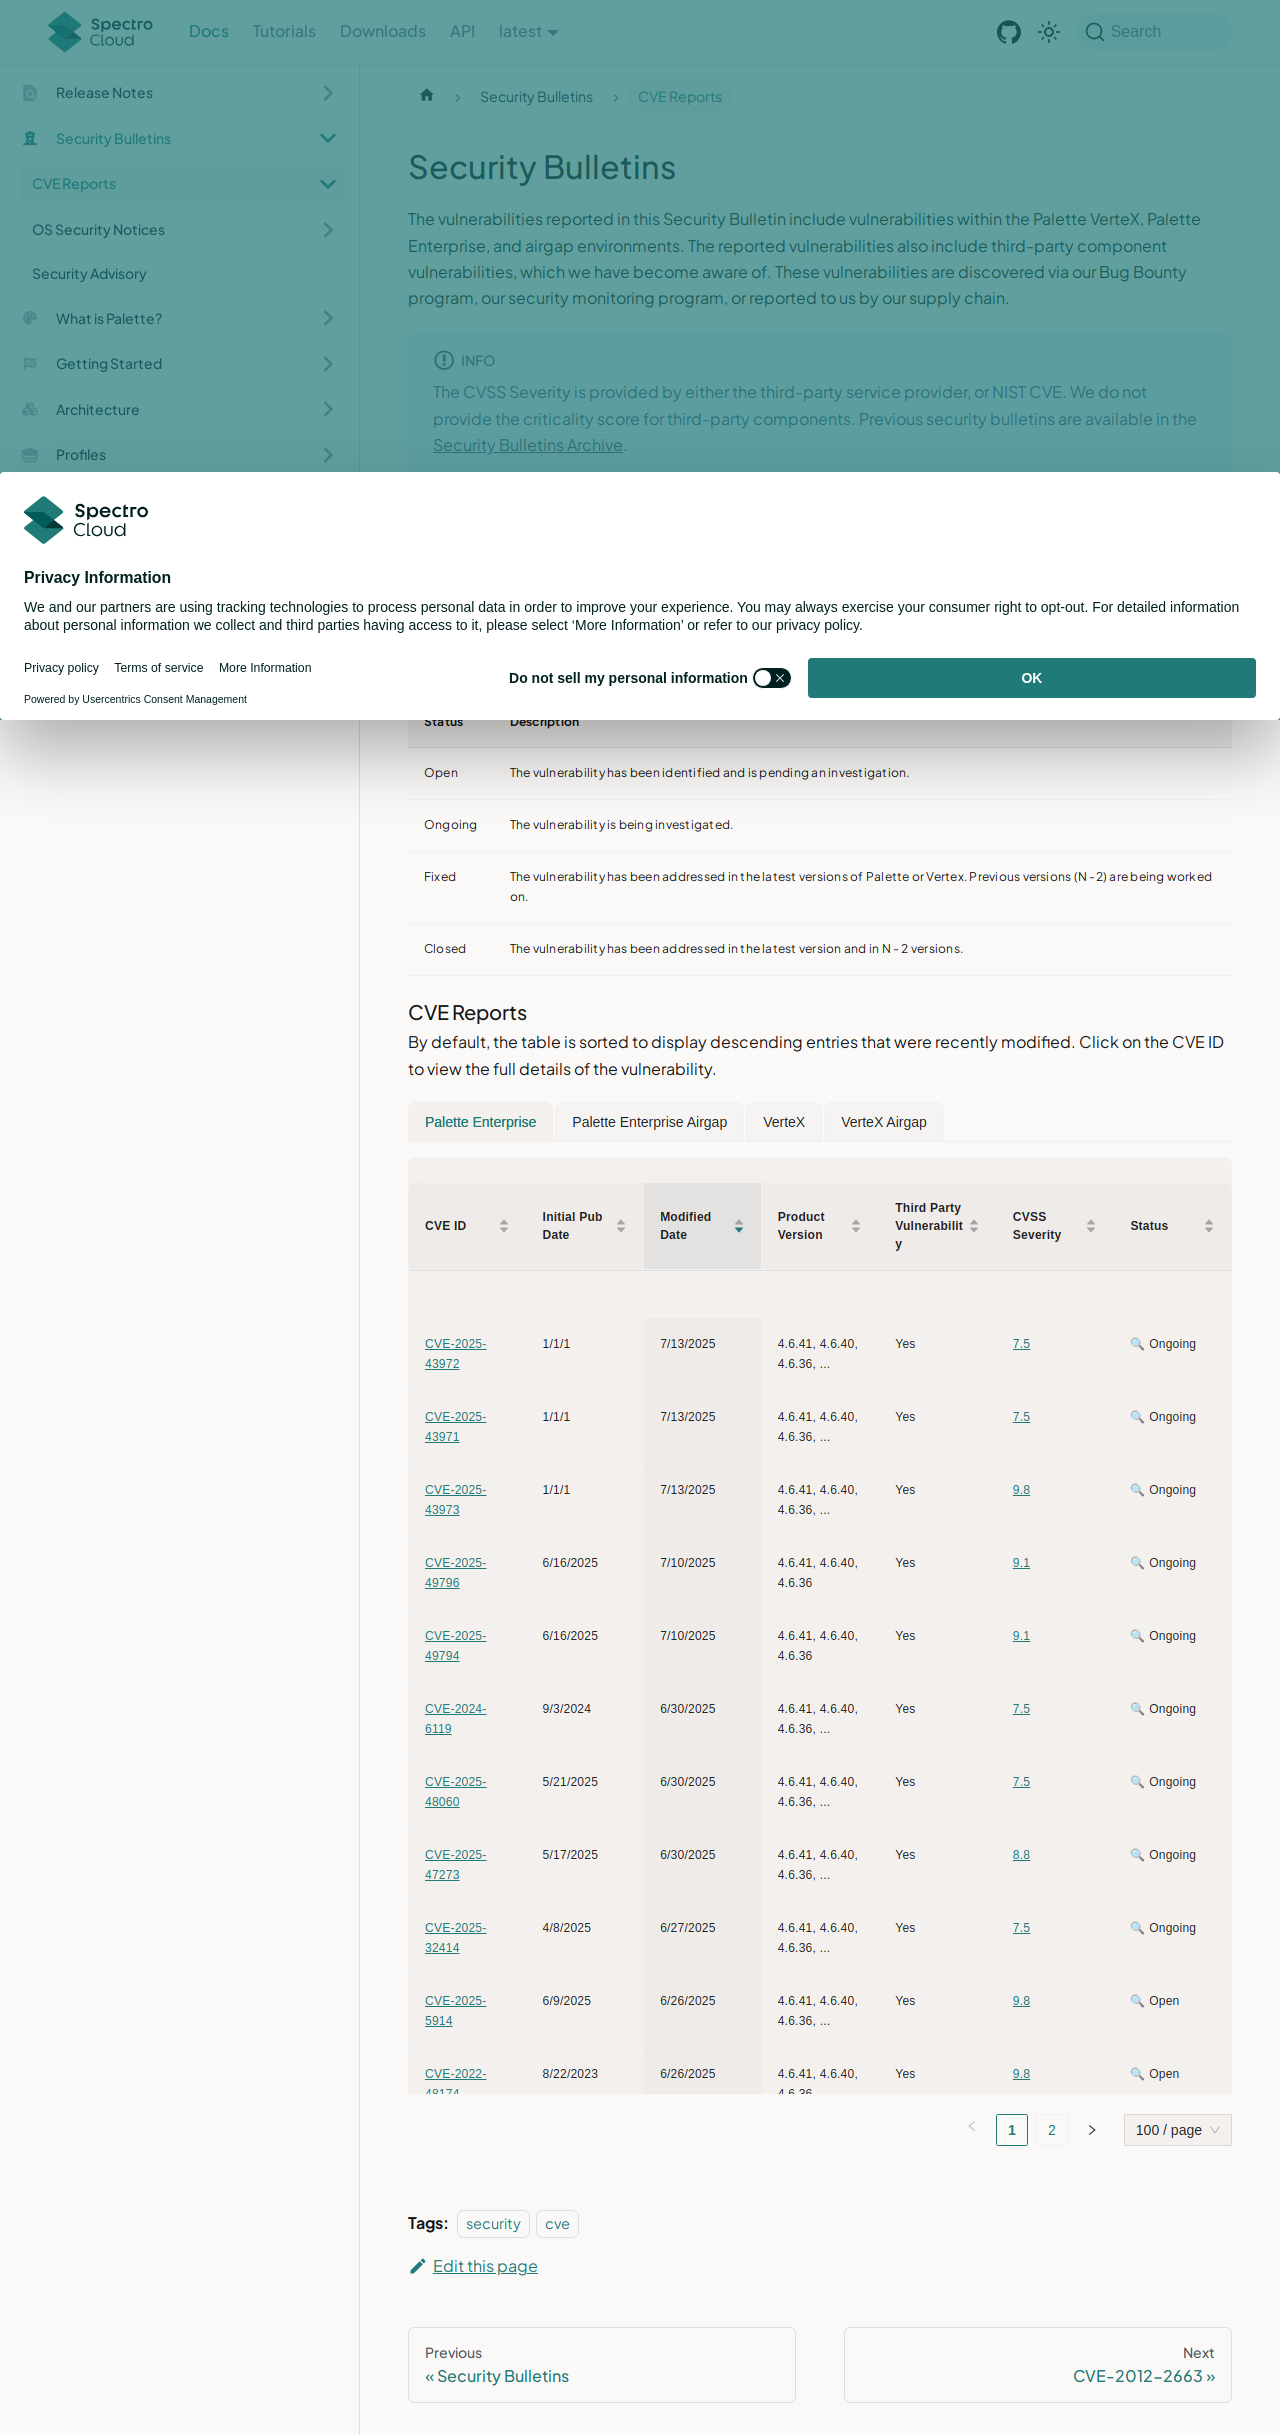 Spectro Cloud
Docs
Tutorials
Downloads
API
latest
Search
Release Notes
Security Bulletins
CVE Reports
OS Security Notices
Security Advisory
What is Palette?
Getting Started
Architecture
Profiles
Security Bulletins
CVE Reports
Security Bulletins
The vulnerabilities reported in this Security Bulletin include vulnerabilities within the Palette VerteX, Palette
Enterprise, and airgap environments. The reported vulnerabilities also include third-party component
vulnerabilities, which we have become aware of. These vulnerabilities are discovered via our Bug Bounty
program, our security monitoring program, or reported to us by our supply chain.
INFO
The CVSS Severity is provided by either the third-party service provider, or NIST CVE. We do not
provide the criticality score for third-party components. Previous security bulletins are available in the
Security Bulletins Archive.
Spectro Cloud
Privacy Information
We and our partners are using tracking technologies to process personal data in order to improve your experience. You may always exercise your consumer right to opt-out. For detailed information
about personal information we collect and third parties having access to it, please select ‘More Information’ or refer to our privacy policy.
Privacy policy
Terms of service
More Information
Powered by Usercentrics Consent Management
Do not sell my personal information
OK
Status Description
Open The vulnerability has been identified and is pending an investigation.
Ongoing The vulnerability is being investigated.
Fixed The vulnerability has been addressed in the latest versions of Palette or Vertex. Previous versions (N - 2) are being worked
on.
Closed The vulnerability has been addressed in the latest version and in N - 2 versions.
CVE Reports
By default, the table is sorted to display descending entries that were recently modified. Click on the CVE ID
to view the full details of the vulnerability.
Palette Enterprise
Palette Enterprise Airgap
VerteX
VerteX Airgap
CVE ID
Initial Pub Date
Modified Date
Product Version
Third Party Vulnerability
CVSS Severity
Status
CVE-2025-43972 1/1/1 7/13/2025 4.6.41, 4.6.40, 4.6.36, ... Yes 7.5 🔍 Ongoing
CVE-2025-43971 1/1/1 7/13/2025 4.6.41, 4.6.40, 4.6.36, ... Yes 7.5 🔍 Ongoing
CVE-2025-43973 1/1/1 7/13/2025 4.6.41, 4.6.40, 4.6.36, ... Yes 9.8 🔍 Ongoing
CVE-2025-49796 6/16/2025 7/10/2025 4.6.41, 4.6.40, 4.6.36 Yes 9.1 🔍 Ongoing
CVE-2025-49794 6/16/2025 7/10/2025 4.6.41, 4.6.40, 4.6.36 Yes 9.1 🔍 Ongoing
CVE-2024-6119 9/3/2024 6/30/2025 4.6.41, 4.6.40, 4.6.36, ... Yes 7.5 🔍 Ongoing
CVE-2025-48060 5/21/2025 6/30/2025 4.6.41, 4.6.40, 4.6.36, ... Yes 7.5 🔍 Ongoing
CVE-2025-47273 5/17/2025 6/30/2025 4.6.41, 4.6.40, 4.6.36, ... Yes 8.8 🔍 Ongoing
CVE-2025-32414 4/8/2025 6/27/2025 4.6.41, 4.6.40, 4.6.36, ... Yes 7.5 🔍 Ongoing
CVE-2025-5914 6/9/2025 6/26/2025 4.6.41, 4.6.40, 4.6.36, ... Yes 9.8 🔍 Open
CVE-2022-48174 8/22/2023 6/26/2025 4.6.41, 4.6.40, 4.6.36 Yes 9.8 🔍 Open
1
2
100 / page
Tags: security cve
Edit this page
Previous
« Security Bulletins
Next
CVE-2012-2663 »